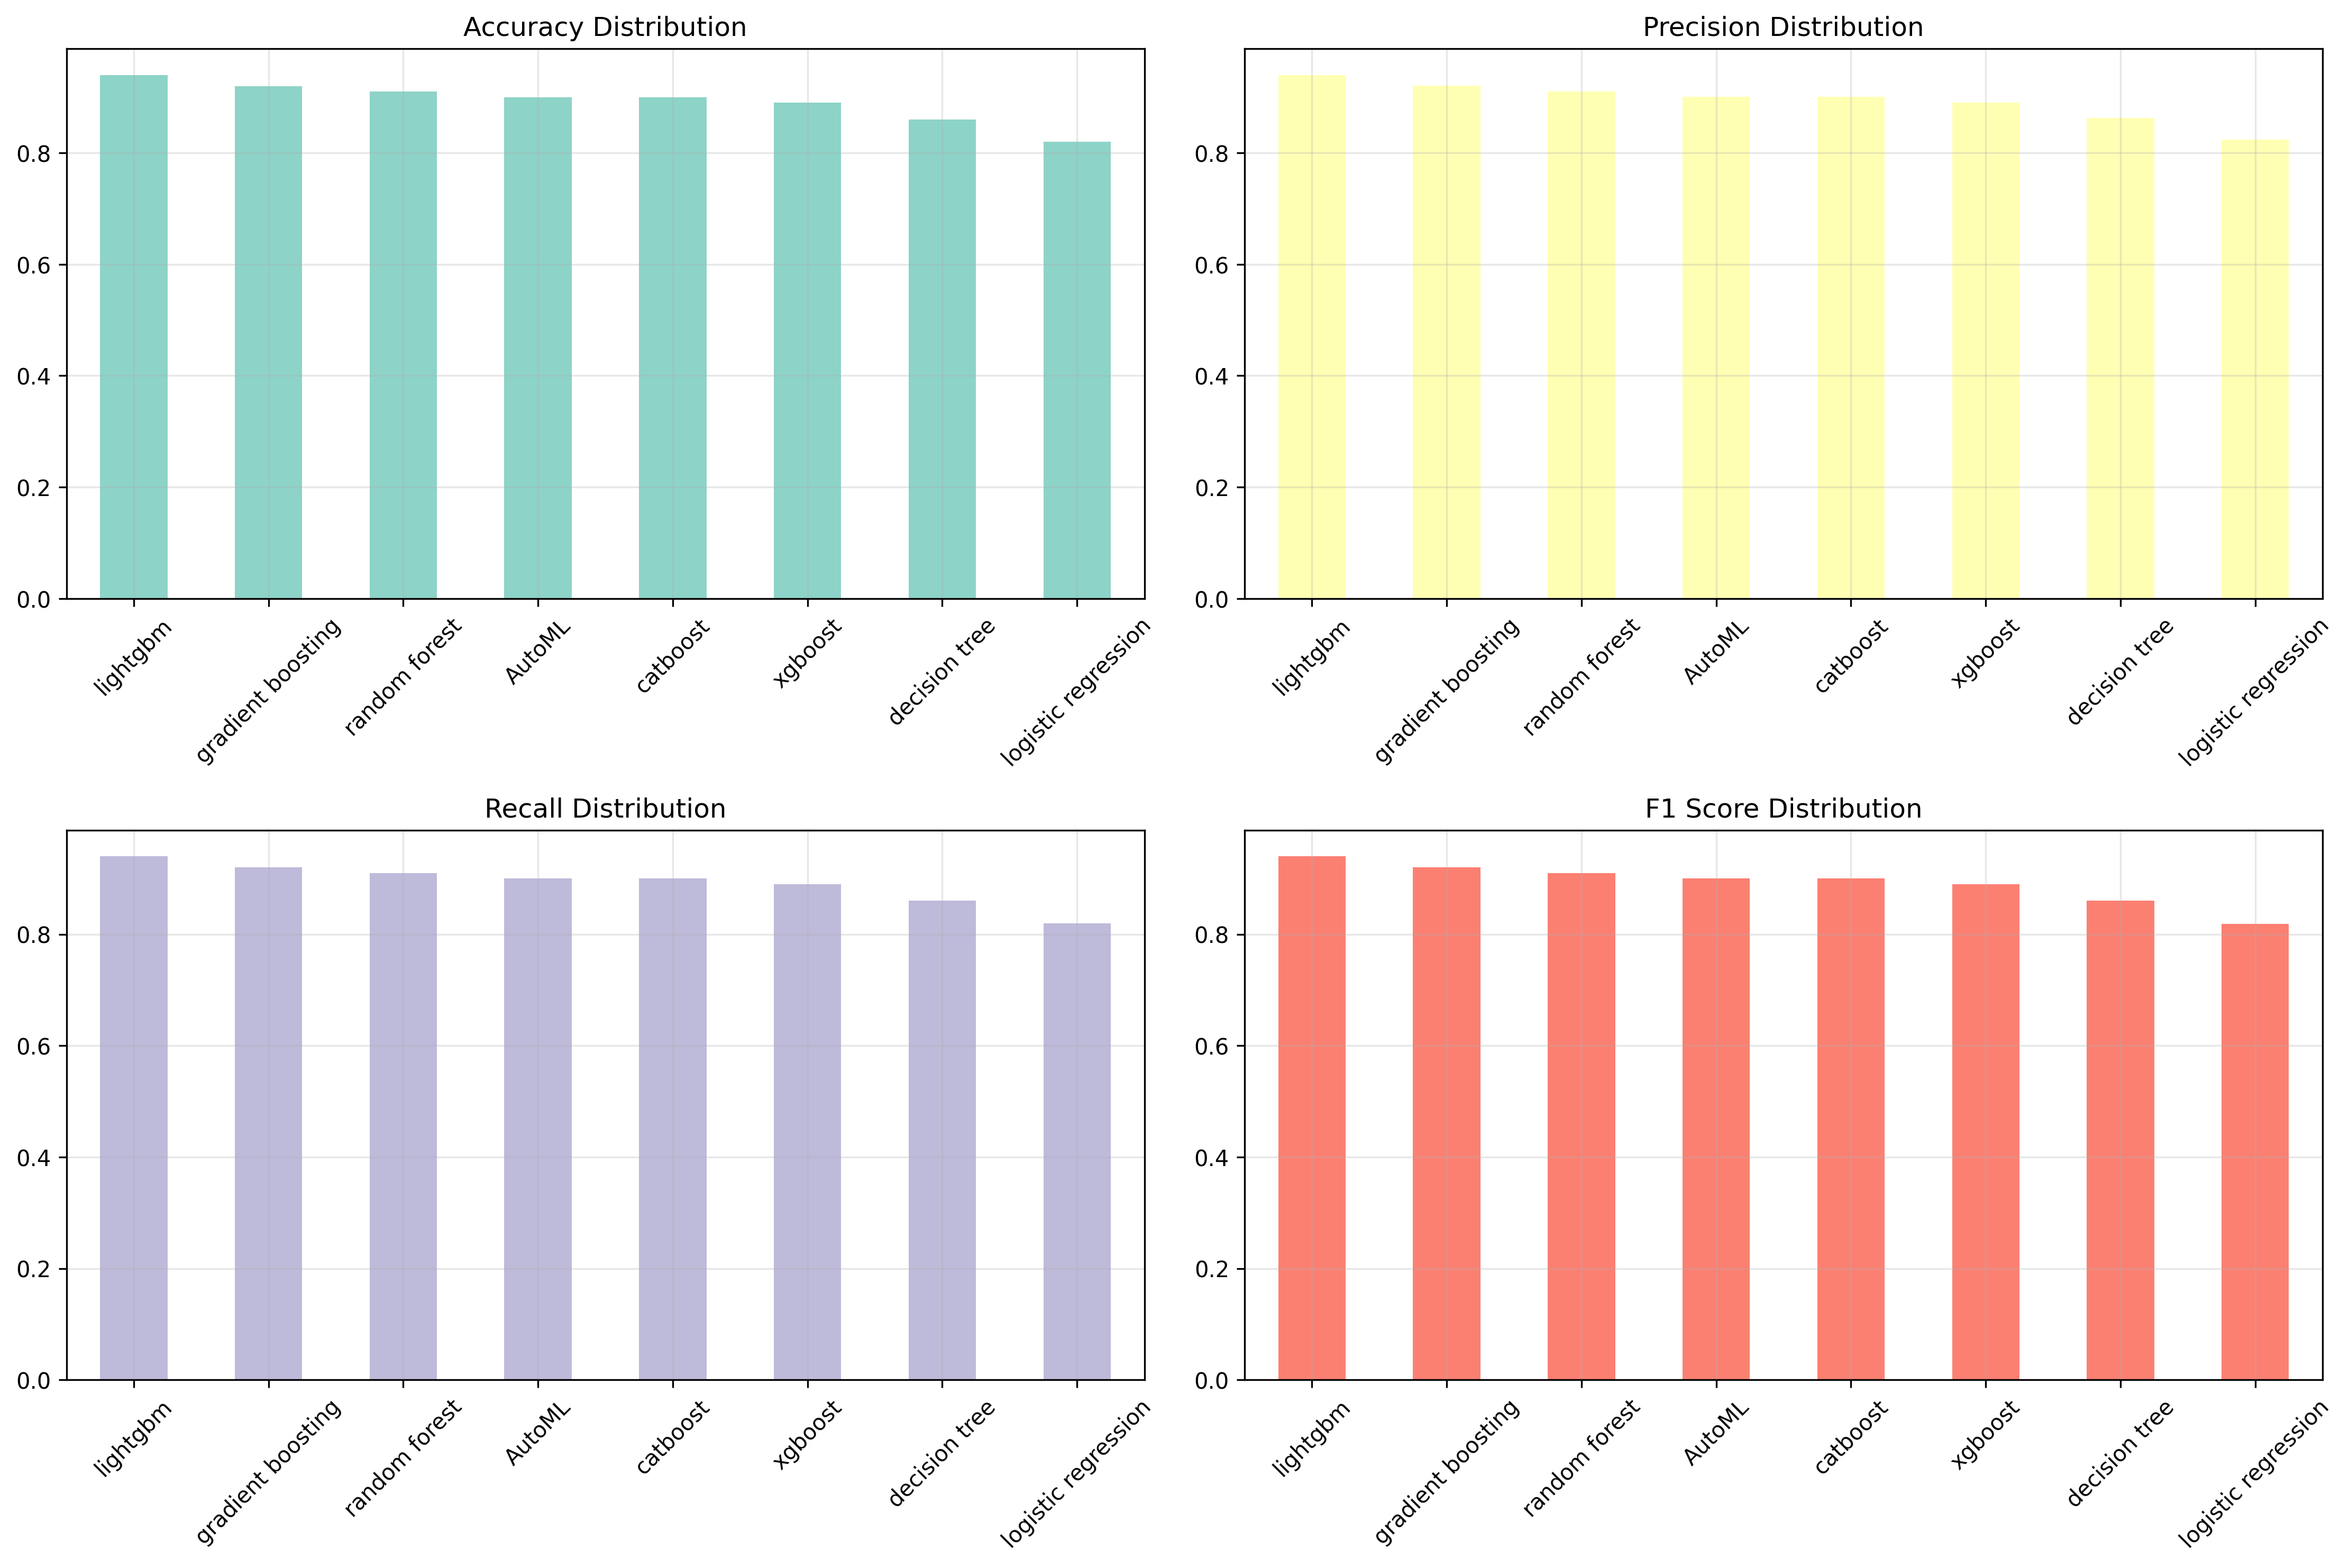 Accuracy Distribution
0.8
0.6
0.4
0.2
0.0
lightgbm
gradient boosting
random forest
AutoML
catboost
xgboost
decision tree
logistic regression
Precision Distribution
0.8
0.6
0.4
0.2
0.0
lightgbm
gradient boosting
random forest
AutoML
catboost
xgboost
decision tree
logistic regression
Recall Distribution
0.8
0.6
0.4
0.2
0.0
lightgbm
gradient boosting
random forest
AutoML
catboost
xgboost
decision tree
logistic regression
F1 Score Distribution
0.8
0.6
0.4
0.2
0.0
lightgbm
gradient boosting
random forest
AutoML
catboost
xgboost
decision tree
logistic regression